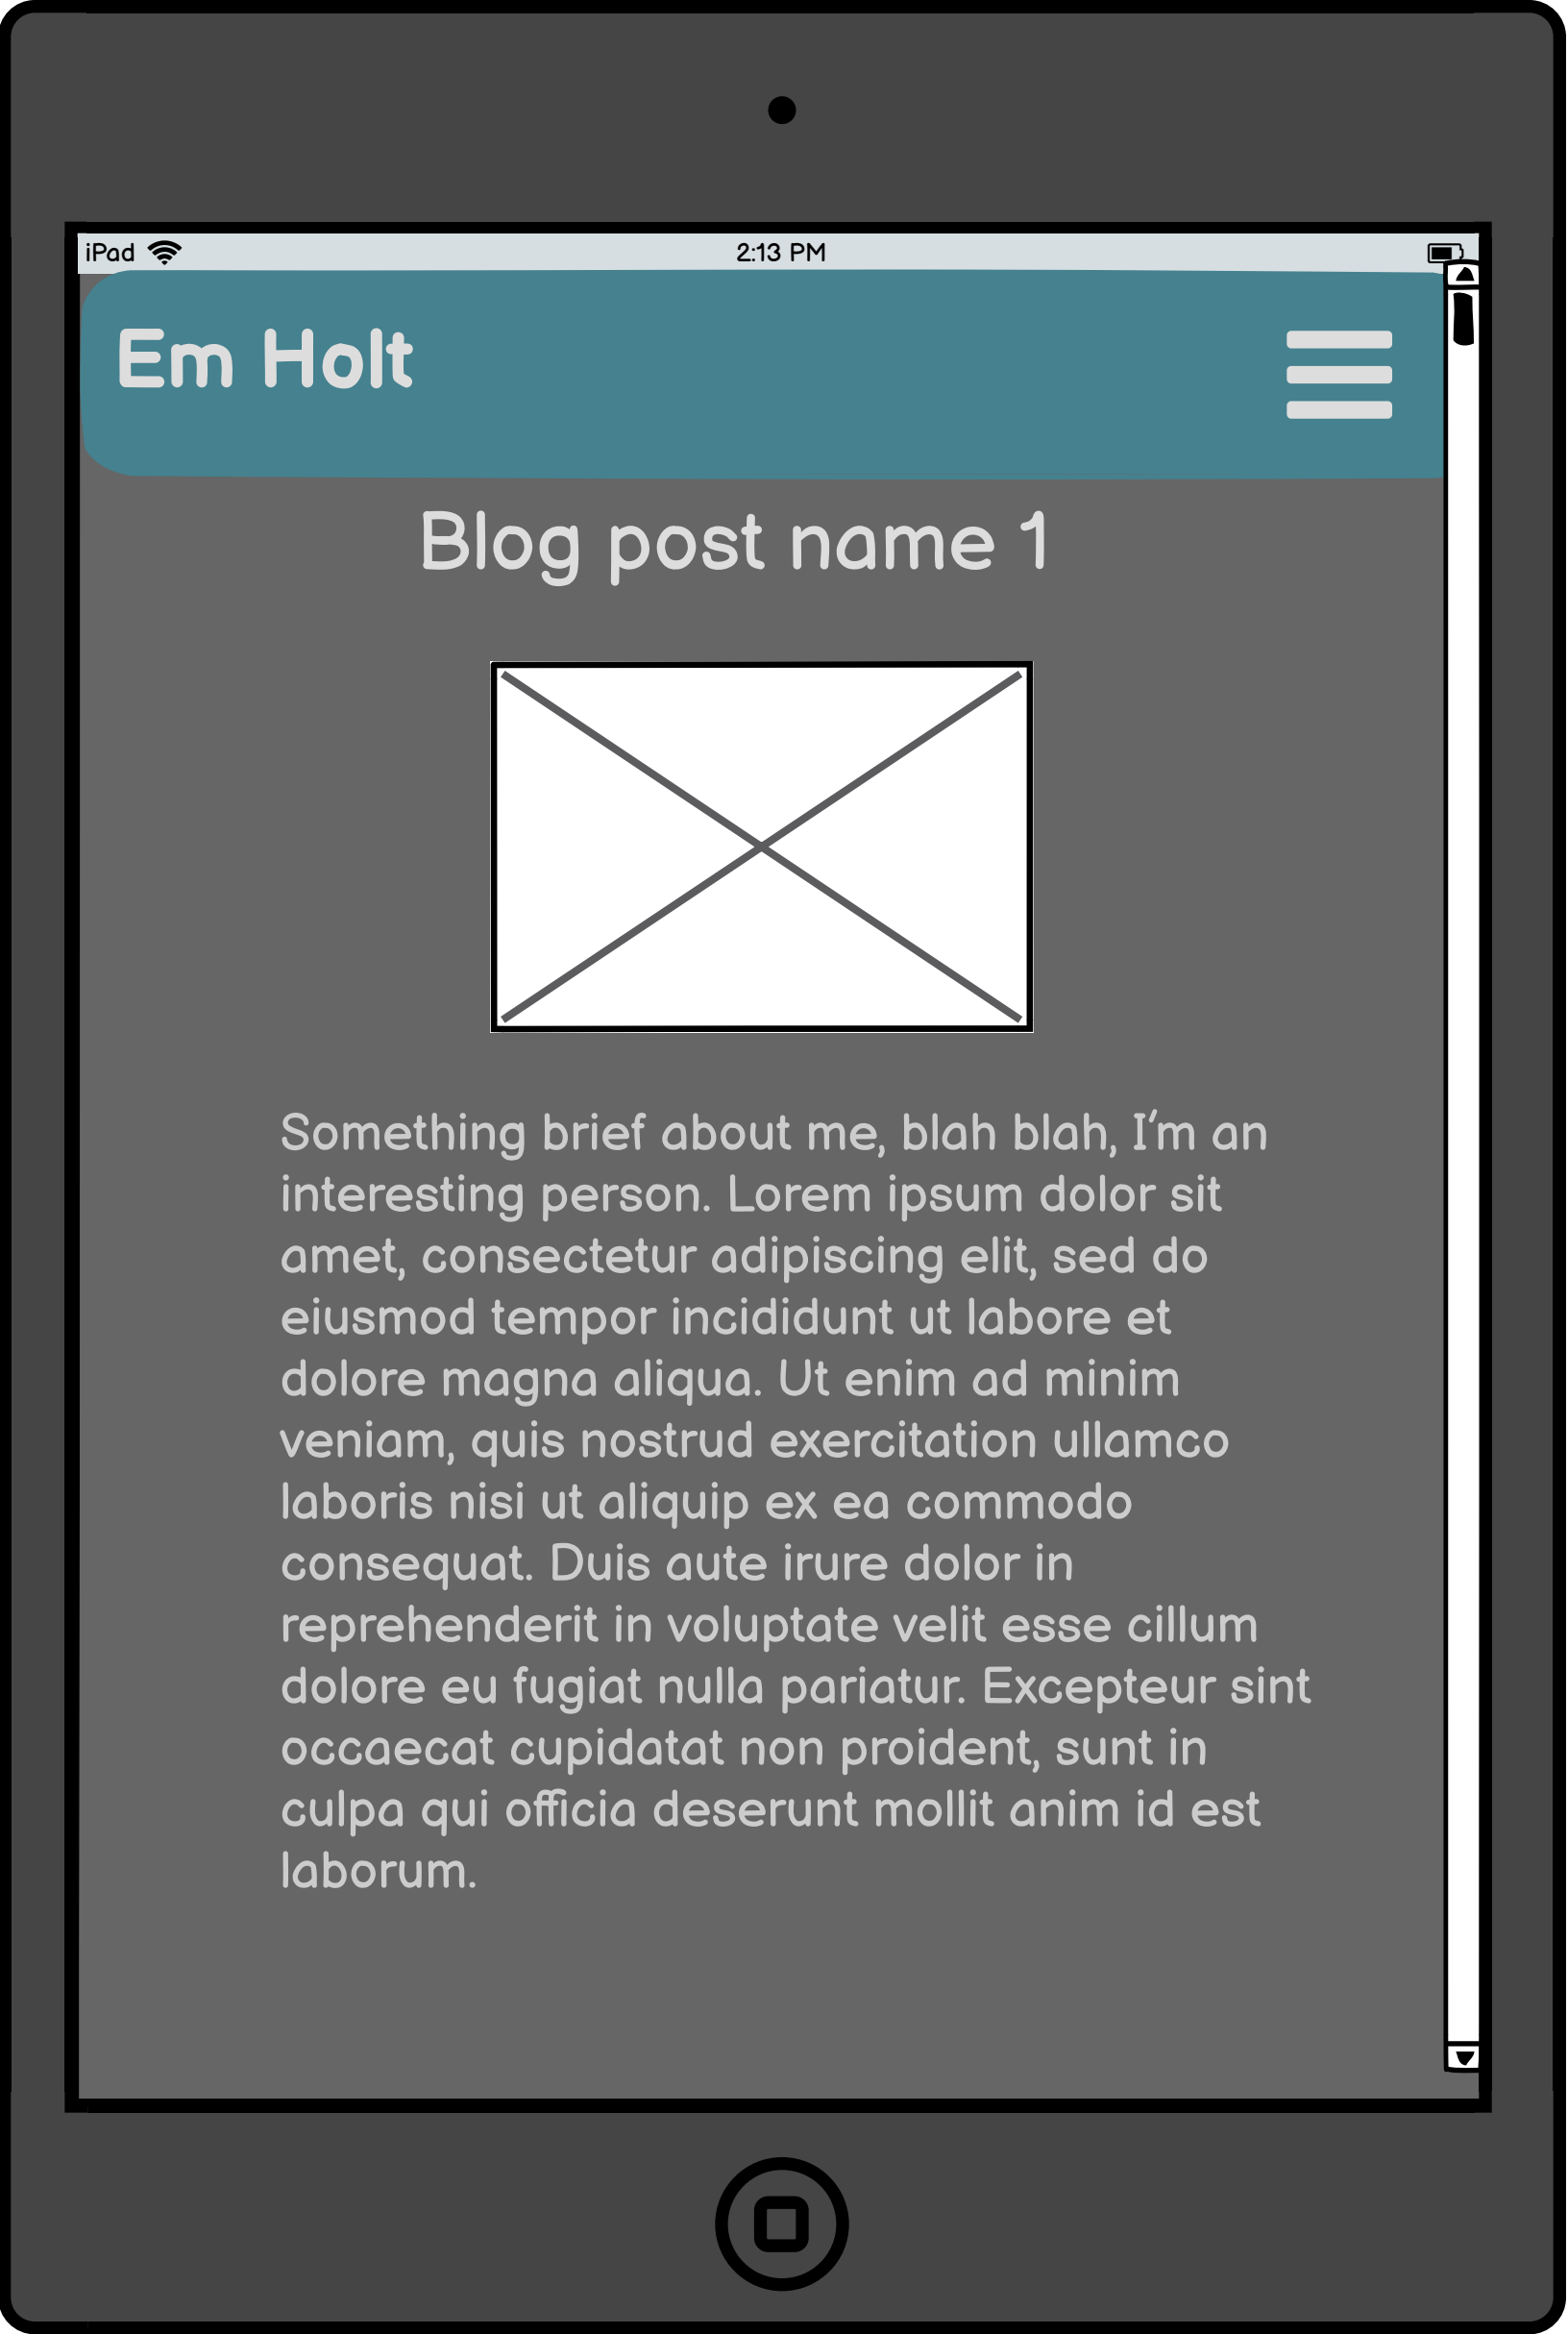 iPad 2:13 PM
Em Holt
Blog post name 1
Something brief about me, blah blah, I'm an
interesting person. Lorem ipsum dolor sit
amet, consectetur adipiscing elit, sed do
eiusmod tempor incididunt ut labore et
dolore magna aliqua. Ut enim ad minim
veniam, quis nostrud exercitation ullamco
laboris nisi ut aliquip ex ea commodo
consequat. Duis aute irure dolor in
reprehenderit in voluptate velit esse cillum
dolore eu fugiat nulla pariatur. Excepteur sint
occaecat cupidatat non proident, sunt in
culpa qui officia deserunt mollit anim id est
laborum.